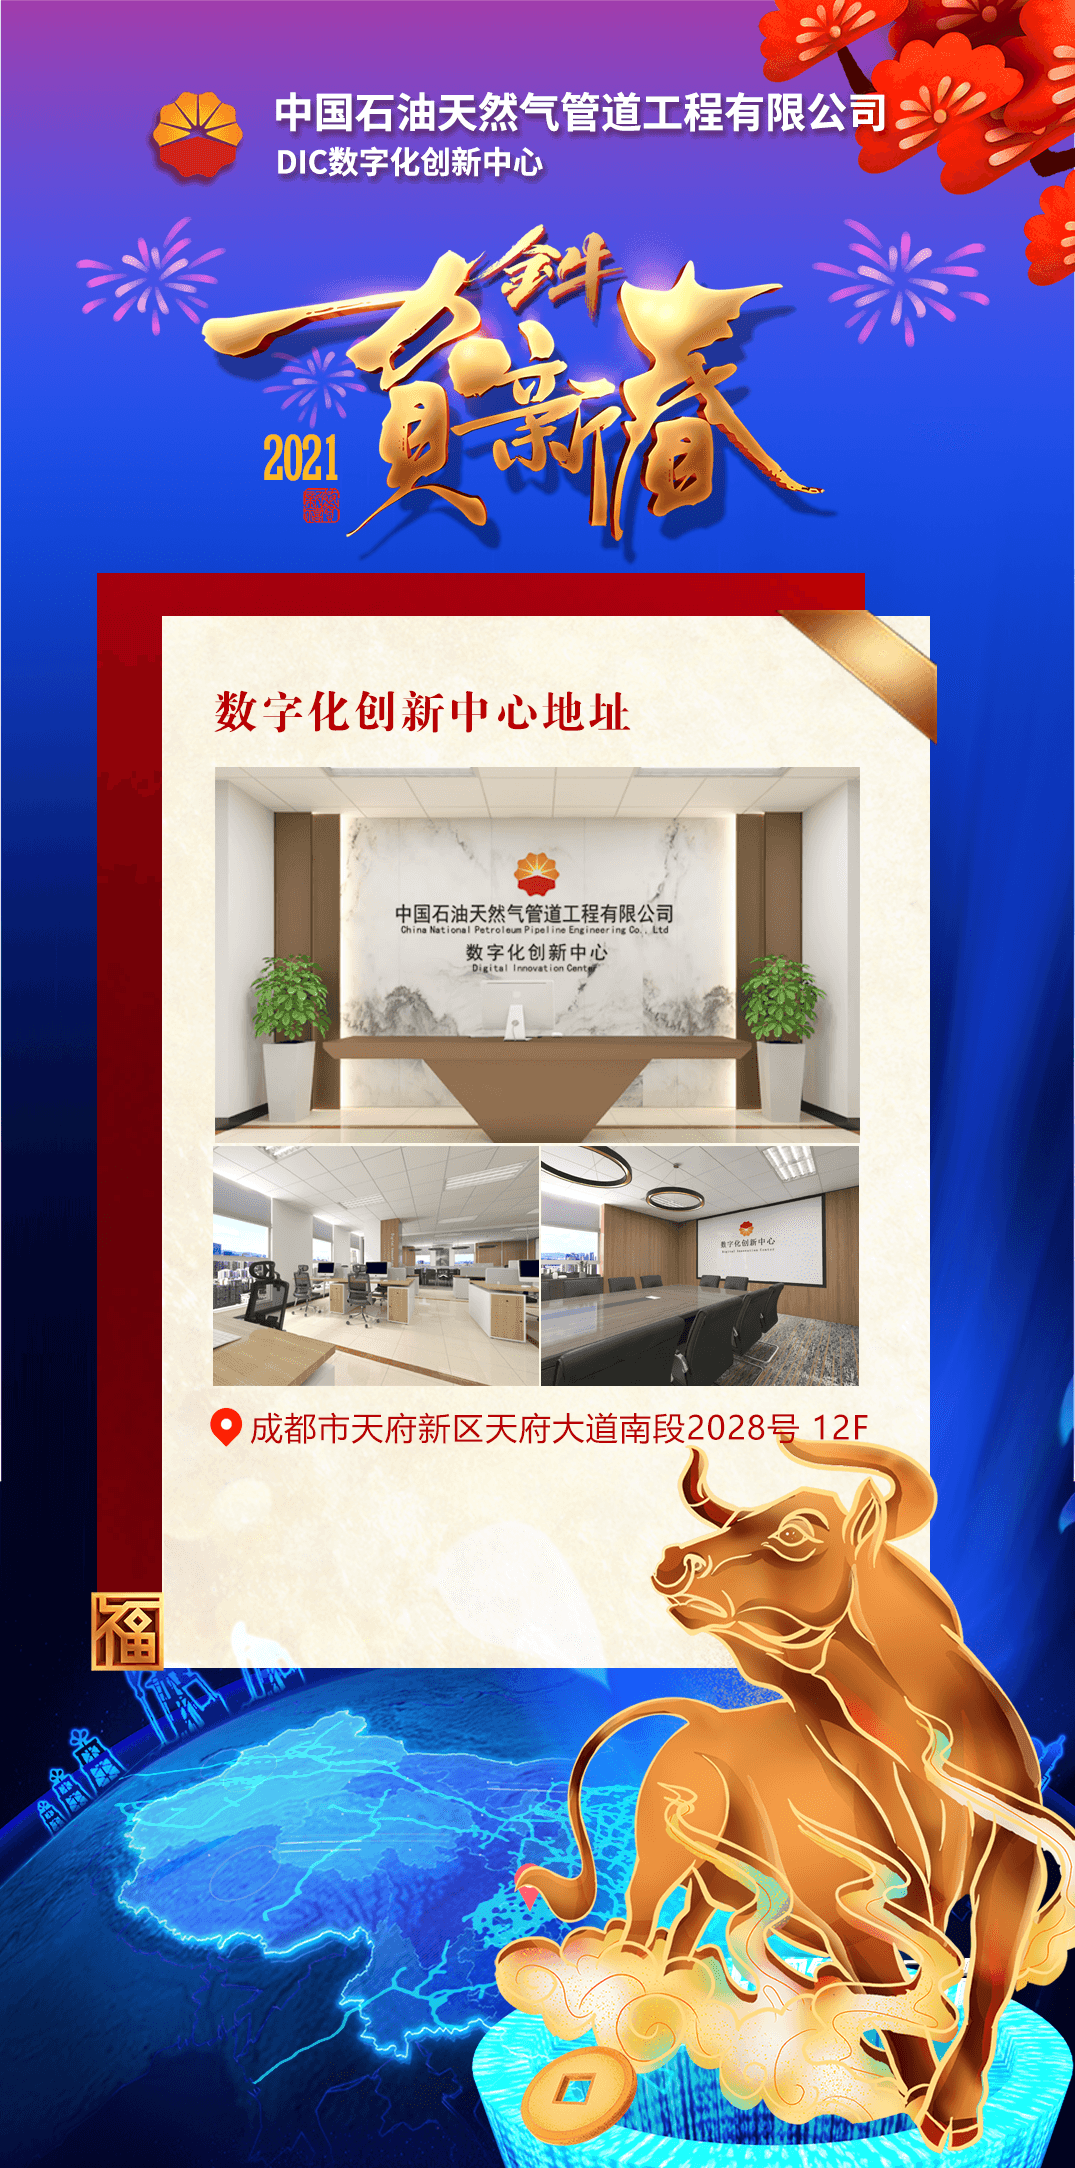 中国石油天然气管道工程有限公司
DIC数字化创新中心
金牛
贺新春
2021
数字化创新中心地址
中国石油天然气管道工程有限公司
China National Petroleum Pipeline Engineering Co., Ltd
数字化创新中心
Digital Innovation Center
数字化创新中心
Digital Innovation Center
成都市天府新区天府大道南段2028号 12F
福